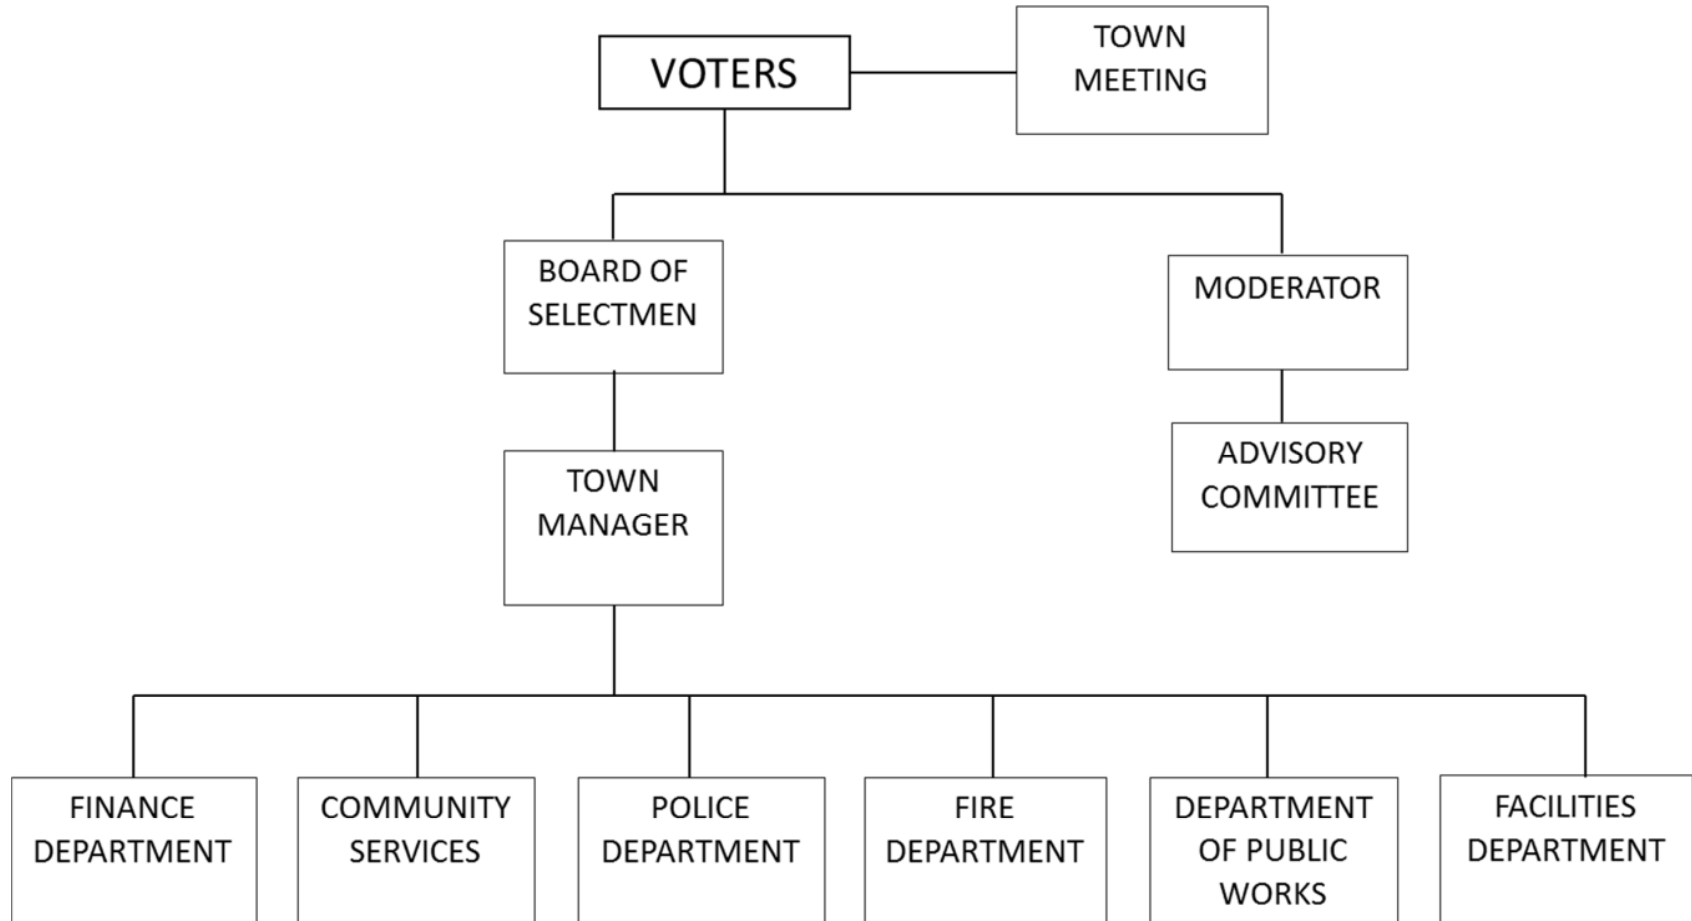 VOTERS
TOWN
MEETING
BOARD OF
SELECTMEN
MODERATOR
TOWN
MANAGER
ADVISORY
COMMITTEE
FINANCE
DEPARTMENT
COMMUNITY
SERVICES
POLICE
DEPARTMENT
FIRE
DEPARTMENT
DEPARTMENT
OF PUBLIC
WORKS
FACILITIES
DEPARTMENT